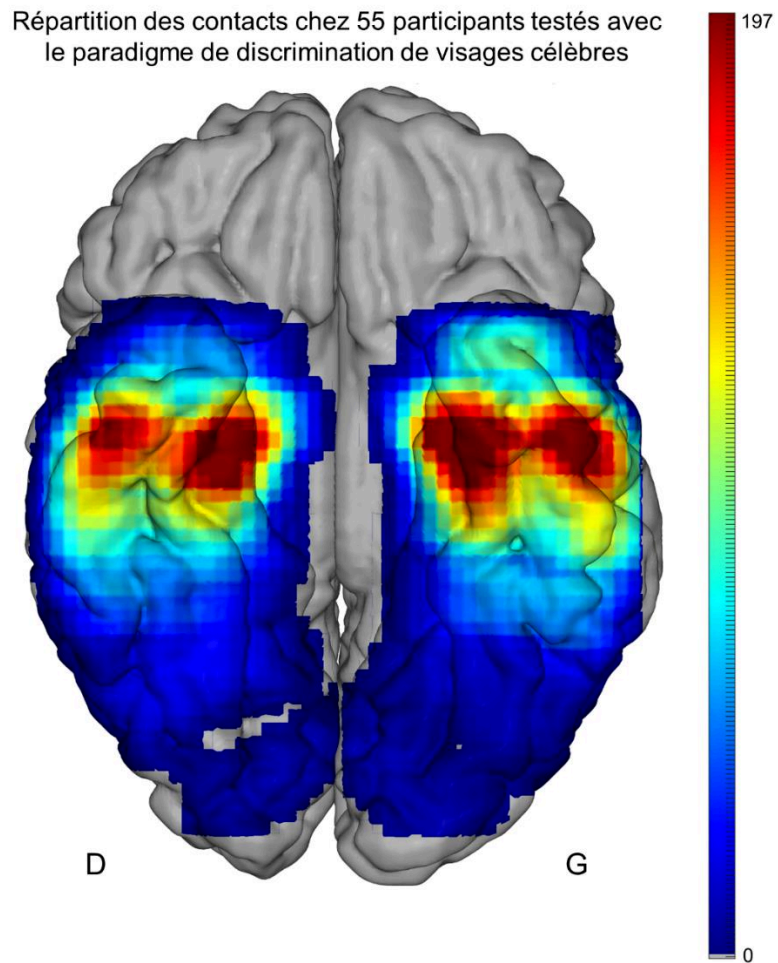 Répartition des contacts chez 55 participants testés avec
le paradigme de discrimination de visages célèbres
197
D
G
0